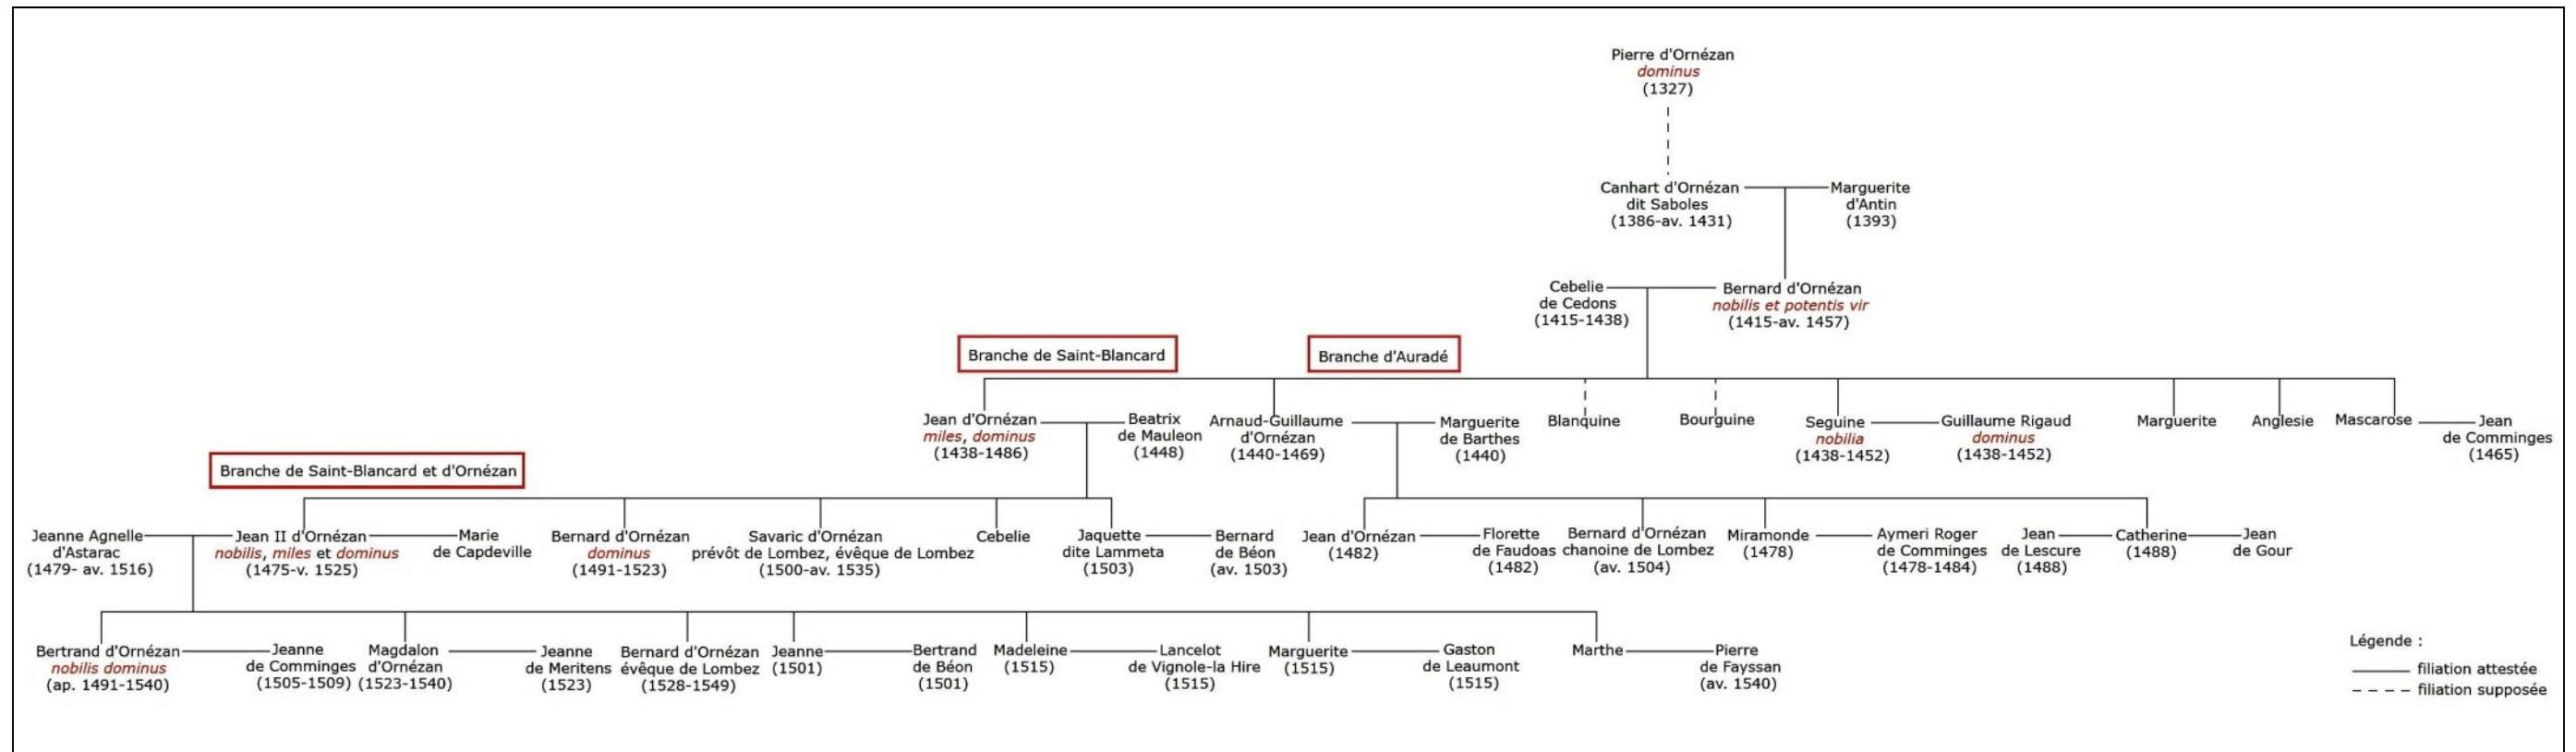 Pierre d'Ornézan
dominus
(1327)
Canhart d'Ornézan
dit Saboles
(1386-av. 1431)
Marguerite
d'Antin
(1393)
Cebelie
de Cedons
(1415-1438)
Bernard d'Ornézan
nobilis et potentis vir
(1415-av. 1457)
Branche de Saint-Blancard
Branche d'Auradé
Jean d'Ornézan
miles, dominus
(1438-1486)
Beatrix
de Mauleon
(1448)
Arnaud-Guillaume
d'Ornézan
(1440-1469)
Marguerite
de Barthes
(1440)
Blanquine
Bourguine
Seguine
nobilia
(1438-1452)
Guillaume Rigaud
dominus
(1438-1452)
Marguerite
Anglesie
Mascarose
Jean
de Comminges
(1465)
Branche de Saint-Blancard et d'Ornézan
Jeanne Agnelle
d'Astarac
(1479- av. 1516)
Jean II d'Ornézan
nobilis, miles et dominus
(1475-v. 1525)
Marie
de Capdeville
Bernard d'Ornézan
dominus
(1491-1523)
Savaric d'Ornézan
prévôt de Lombez, évêque de Lombez
(1500-av. 1535)
Cebelie
Jaquette
dite Lammeta
(1503)
Bernard
de Béon
(av. 1503)
Jean d'Ornézan
(1482)
Florette
de Faudoas
(1482)
Bernard d'Ornézan
chanoine de Lombez
(av. 1504)
Miramonde
(1478)
Aymeri Roger
de Comminges
(1478-1484)
Jean
de Lescure
(1488)
Catherine
(1488)
Jean
de Gour
Bertrand d'Ornézan
nobilis dominus
(ap. 1491-1540)
Jeanne
de Comminges
(1505-1509)
Magdalon
d'Ornézan
(1523-1540)
Jeanne
de Meritens
(1523)
Bernard d'Ornézan
évêque de Lombez
(1528-1549)
Jeanne
(1501)
Bertrand
de Béon
(1501)
Madeleine
(1515)
Lancelot
de Vignole-la Hire
(1515)
Marguerite
(1515)
Gaston
de Leaumont
(1515)
Marthe
Pierre
de Fayssan
(av. 1540)
Légende :
filiation attestée
filiation supposée